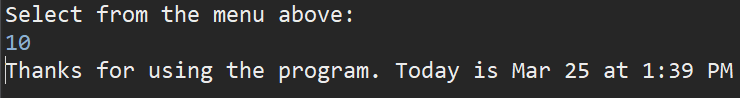 Select from the menu above:
10
Thanks for using the program. Today is Mar 25 at 1:39 PM